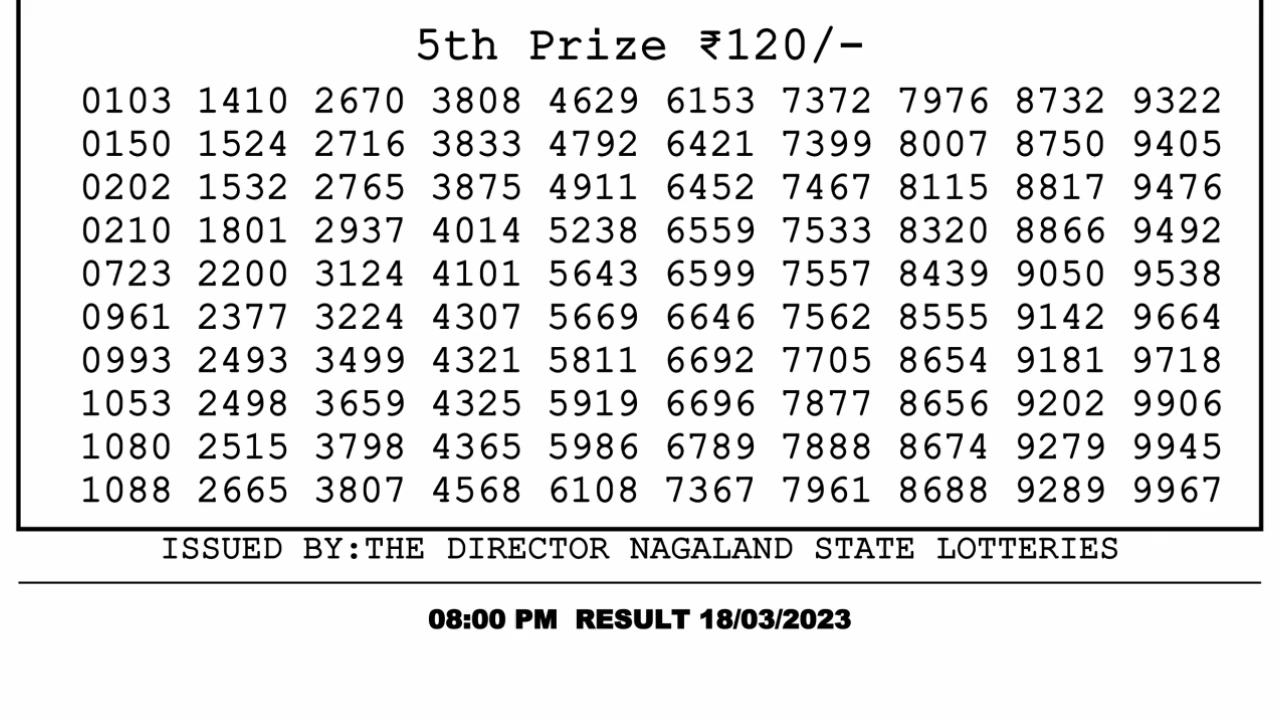 5th Prize ₹120/-
0103 1410 2670 3808 4629 6153 7372 7976 8732 9322
0150 1524 2716 3833 4792 6421 7399 8007 8750 9405
0202 1532 2765 3875 4911 6452 7467 8115 8817 9476
0210 1801 2937 4014 5238 6559 7533 8320 8866 9492
0723 2200 3124 4101 5643 6599 7557 8439 9050 9538
0961 2377 3224 4307 5669 6646 7562 8555 9142 9664
0993 2493 3499 4321 5811 6692 7705 8654 9181 9718
1053 2498 3659 4325 5919 6696 7877 8656 9202 9906
1080 2515 3798 4365 5986 6789 7888 8674 9279 9945
1088 2665 3807 4568 6108 7367 7961 8688 9289 9967
ISSUED BY:THE DIRECTOR NAGALAND STATE LOTTERIES
08:00 PM RESULT 18/03/2023